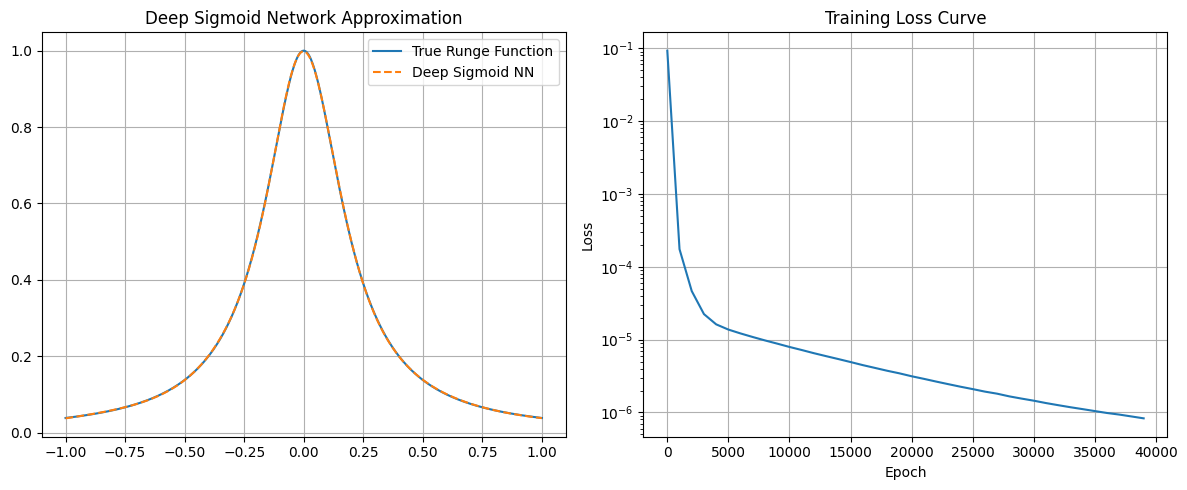 Deep Sigmoid Network Approximation
True Runge Function
Deep Sigmoid NN
1.0
0.8
0.6
0.4
0.2
0.0
−1.00 −0.75 −0.50 −0.25 0.00 0.25 0.50 0.75 1.00
Training Loss Curve
Loss
10⁻¹
10⁻²
10⁻³
10⁻⁴
10⁻⁵
10⁻⁶
0 5000 10000 15000 20000 25000 30000 35000 40000
Epoch